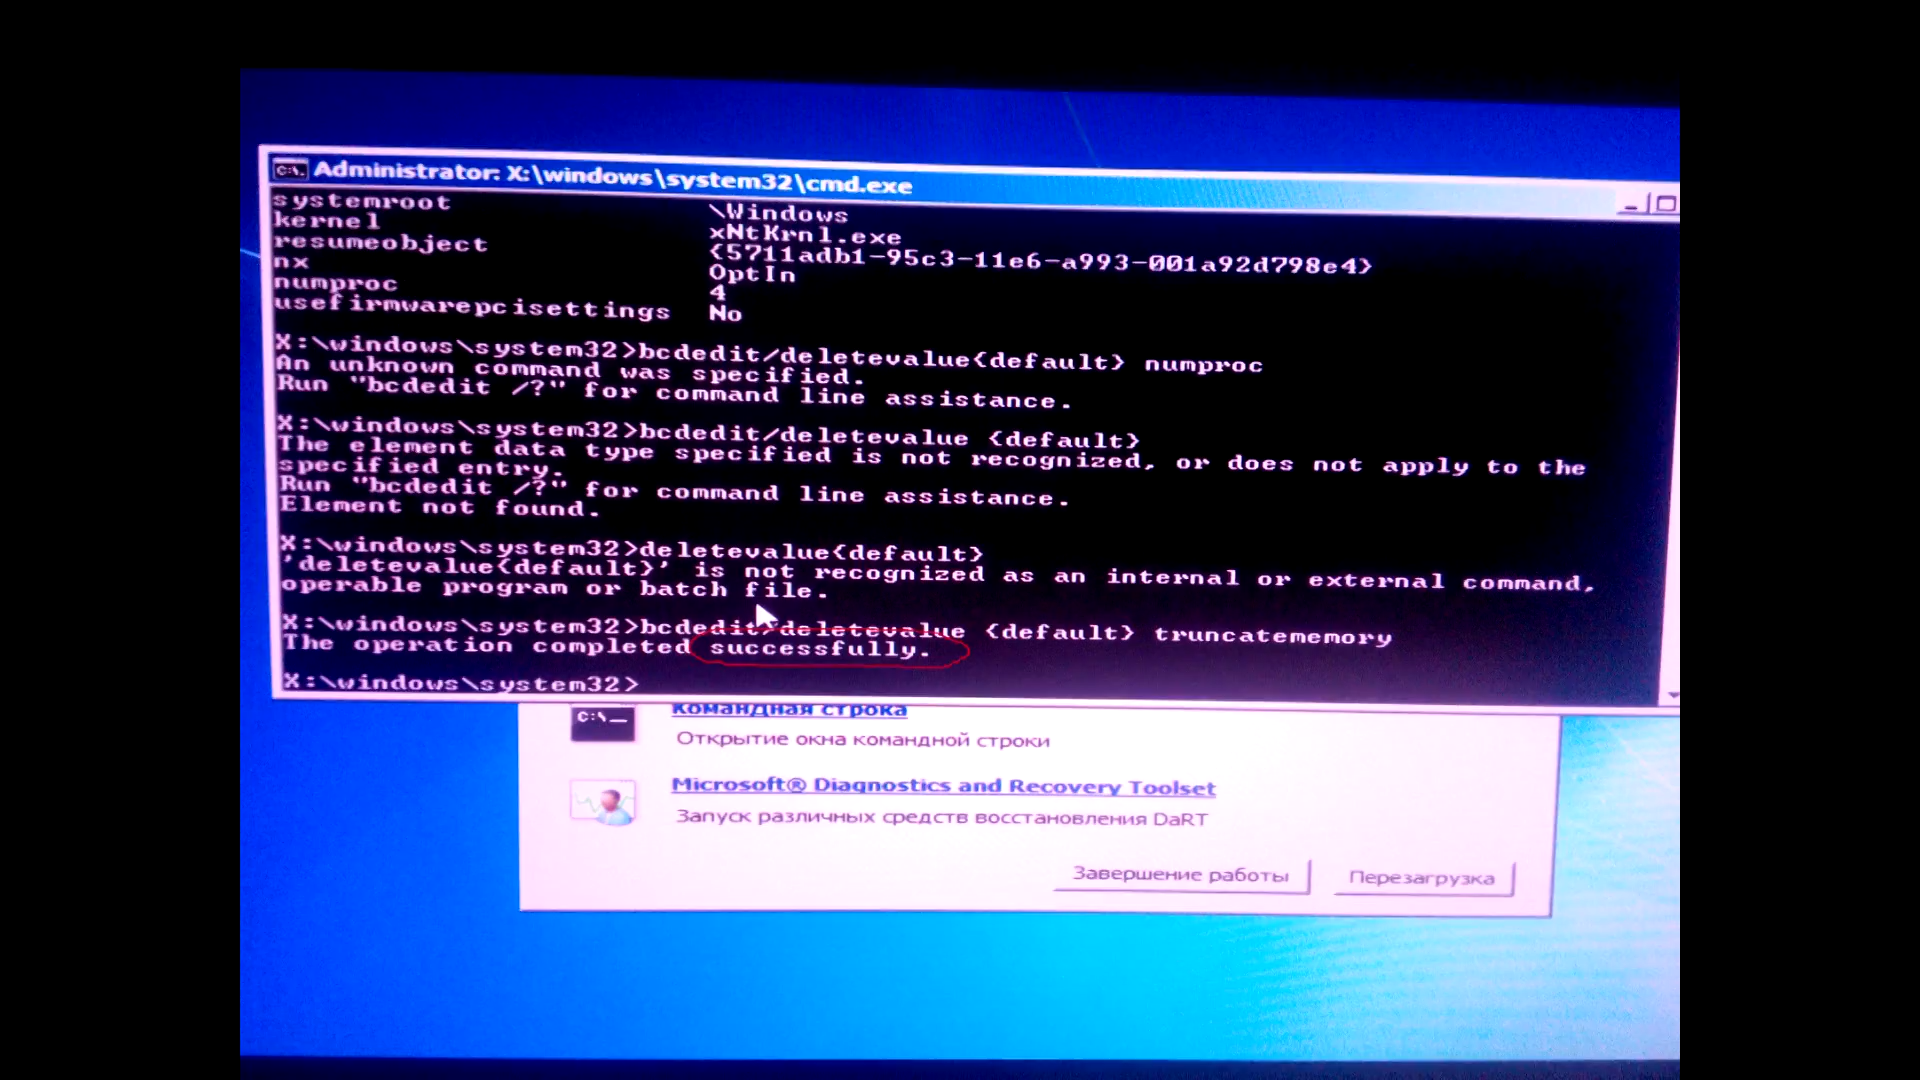 Administrator: X:\windows\system32\cmd.exe
systemroot \Windows
kernel xNtKrnl.exe
resumeobject {5711adb1-95c3-11e6-a993-001a92d798e4}
nx OptIn
numproc 4
usefirmwarepcisettings No
X:\windows\system32>bcdedit/deletevalue{default} numproc
An unknown command was specified.
Run "bcdedit /?" for command line assistance.
X:\windows\system32>bcdedit/deletevalue {default}
The element data type specified is not recognized, or does not apply to the
specified entry.
Run "bcdedit /?" for command line assistance.
Element not found.
X:\windows\system32>deletevalue{default}
'deletevalue{default}' is not recognized as an internal or external command,
operable program or batch file.
X:\windows\system32>bcdedit/deletevalue {default} truncatememory
The operation completed successfully.
X:\windows\system32>
C:\_
Командная строка
Открытие окна командной строки
Microsoft® Diagnostics and Recovery Toolset
Запуск различных средств восстановления DaRT
Завершение работы
Перезагрузка